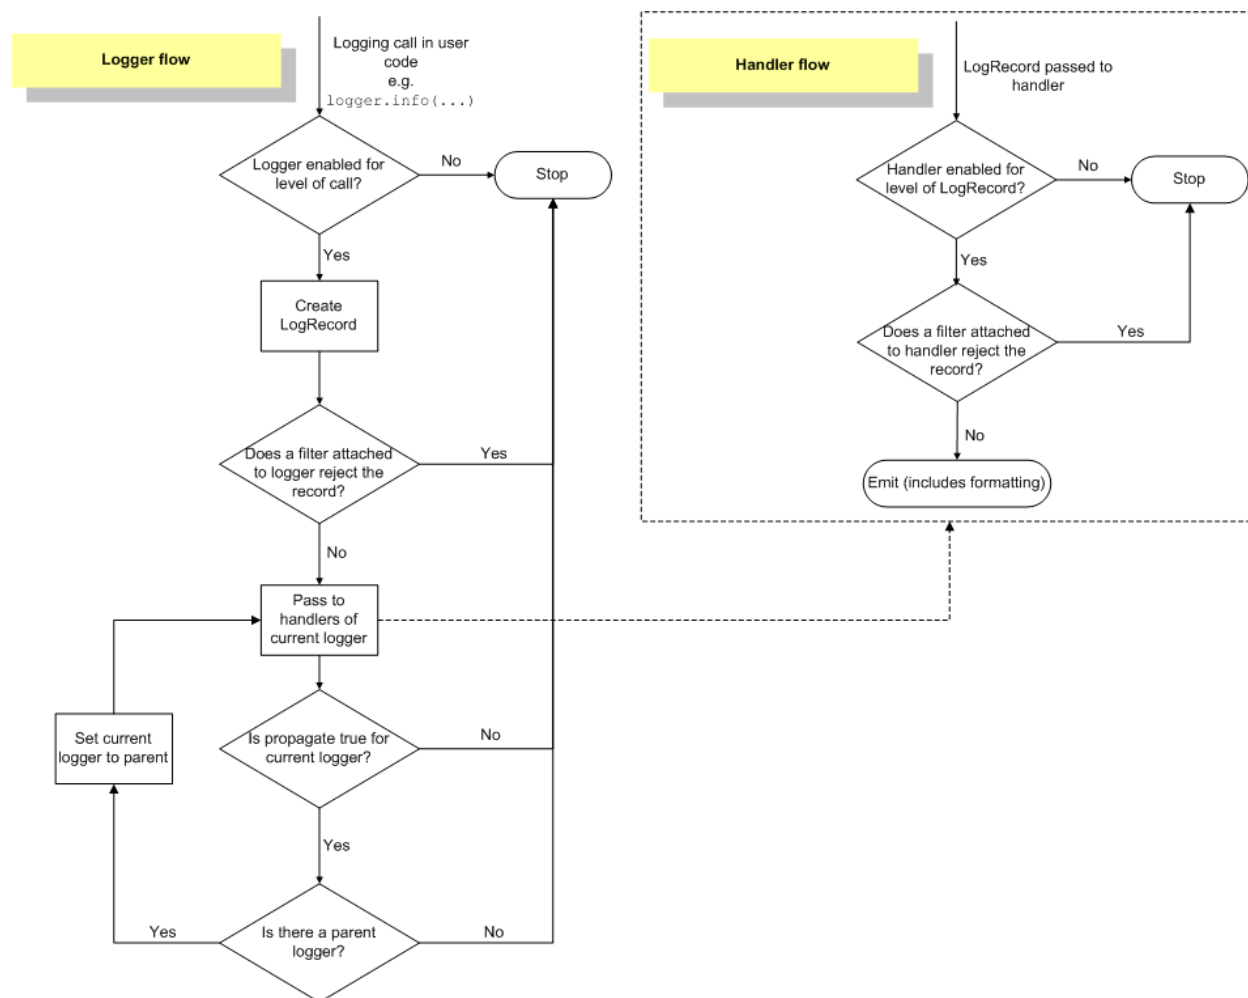 Logger flow
Logging call in user
code
e.g.
logger.info(...)
Logger enabled for
level of call?
No
Stop
Yes
Create
LogRecord
Does a filter attached
to logger reject the
record?
Yes
No
Pass to
handlers of
current logger
Set current
logger to parent
Is propagate true for
current logger?
No
Yes
Is there a parent
logger?
Yes
No
Handler flow
LogRecord passed to
handler
Handler enabled for
level of LogRecord?
No
Stop
Yes
Does a filter attached
to handler reject the
record?
Yes
No
Emit (includes formatting)